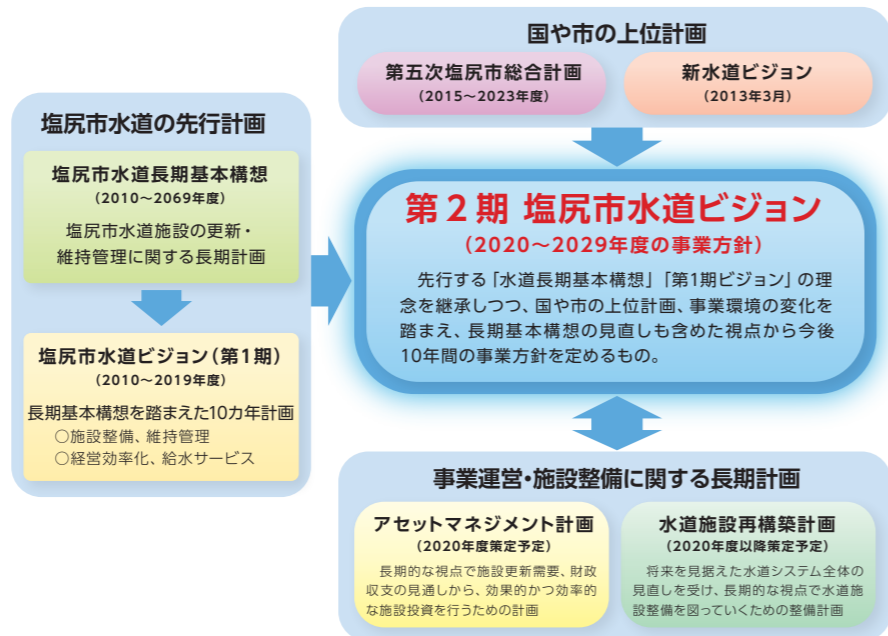 国や市の上位計画
第五次塩尻市総合計画
(2015〜2023年度)
新水道ビジョン
(2013年3月)
塩尻市水道の先行計画
塩尻市水道長期基本構想
(2010〜2069年度)
塩尻市水道施設の更新・
維持管理に関する長期計画
塩尻市水道ビジョン(第1期)
(2010〜2019年度)
長期基本構想を踏まえた10カ年計画
○施設整備、維持管理
○経営効率化、給水サービス
第2期 塩尻市水道ビジョン
(2020〜2029年度の事業方針)
先行する「水道長期基本構想」「第1期ビジョン」の理
念を継承しつつ、国や市の上位計画、事業環境の変化を
踏まえ、長期基本構想の見直しも含めた視点から今後
10年間の事業方針を定めるもの。
事業運営・施設整備に関する長期計画
アセットマネジメント計画
(2020年度策定予定)
長期的な視点で施設更新需要、財政
収支の見通しから、効果的かつ効率的
な施設投資を行うための計画
水道施設再構築計画
(2020年度以降策定予定)
将来を見据えた水道システム全体の
見直しを受け、長期的な視点で水道施
設整備を図っていくための整備計画